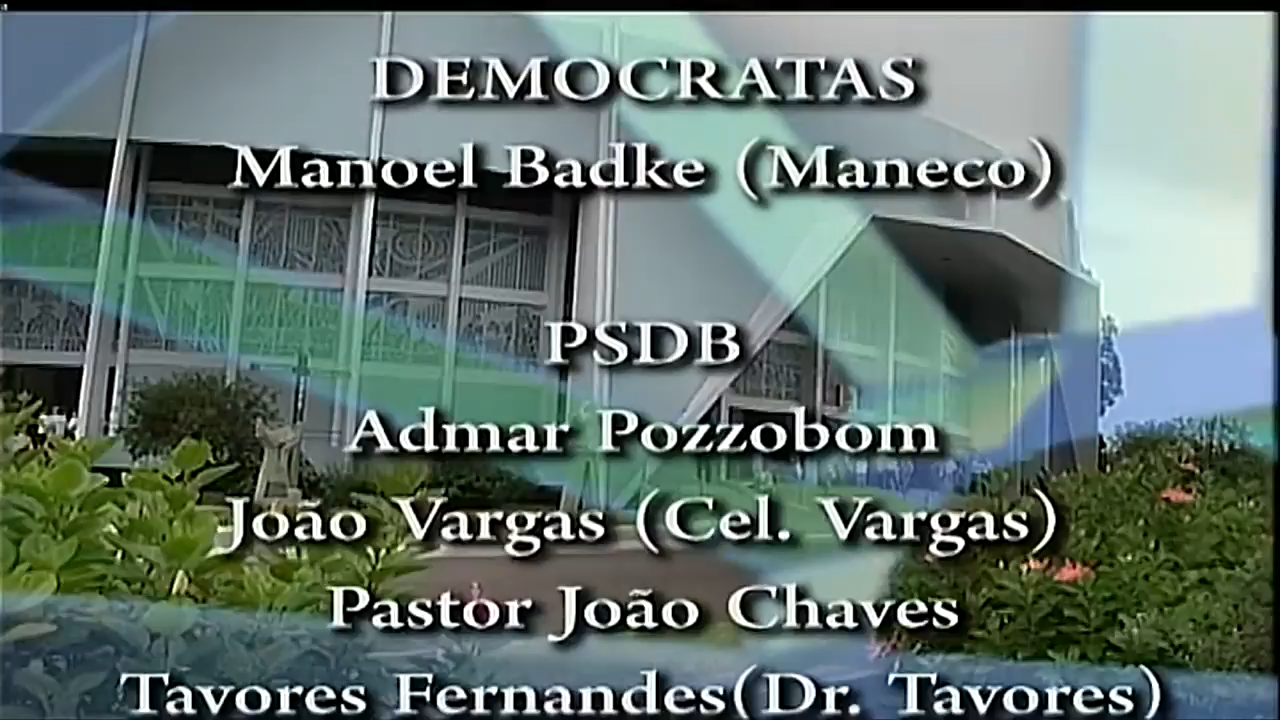 DEMOCRATAS
Manoel Badke (Maneco)
PSDB
Admar Pozzobom
João Vargas (Cel. Vargas)
Pastor João Chaves
Tavores Fernandes(Dr. Tavores)